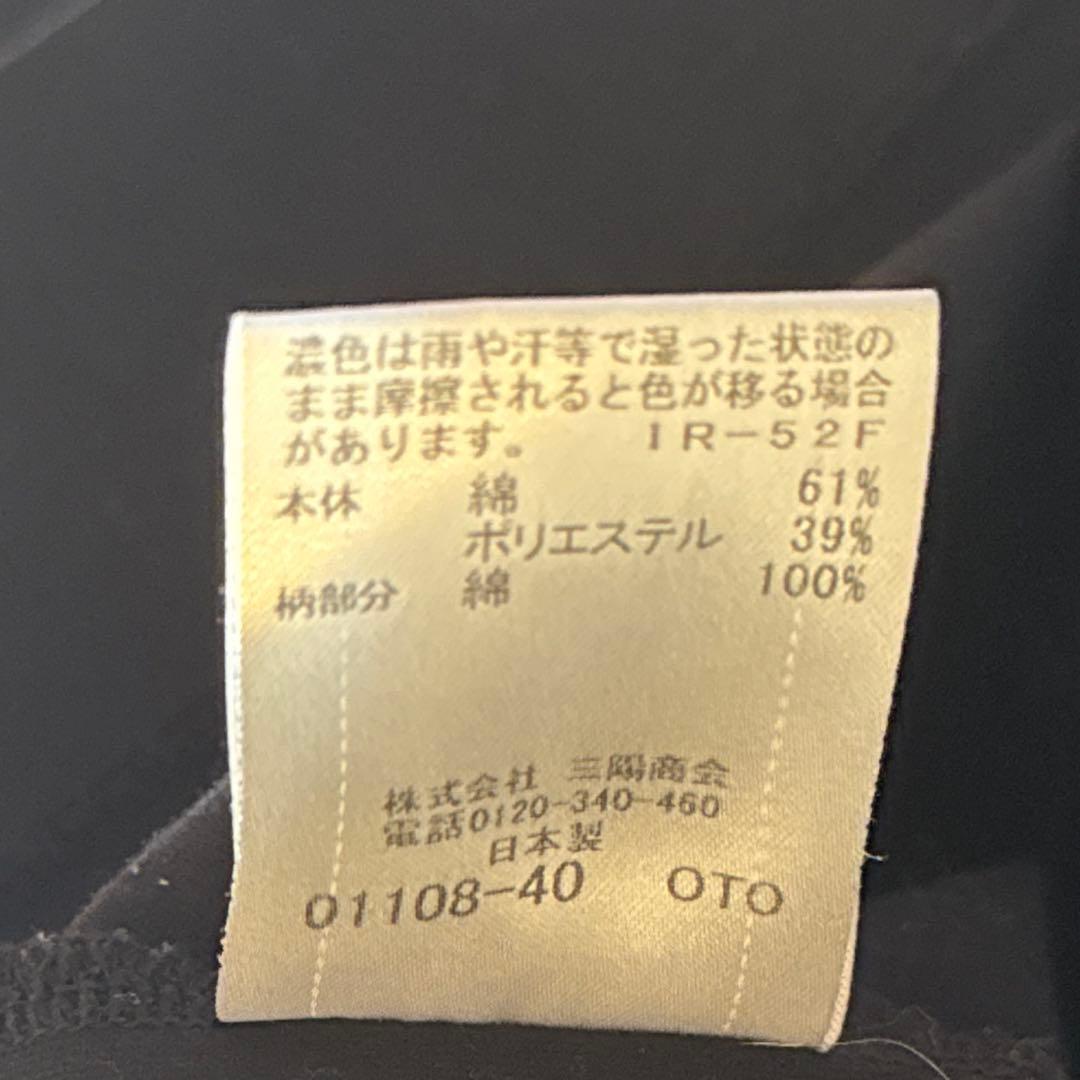 濃色は雨や汗等で湿った状態の
まま摩擦されると色が移る場合
があります。 IR-52F
本体 綿 61%
ポリエステル 39%
柄部分 綿 100%
株式会社 三陽商会
電話0120-340-460
日本製
01108-40 OTO